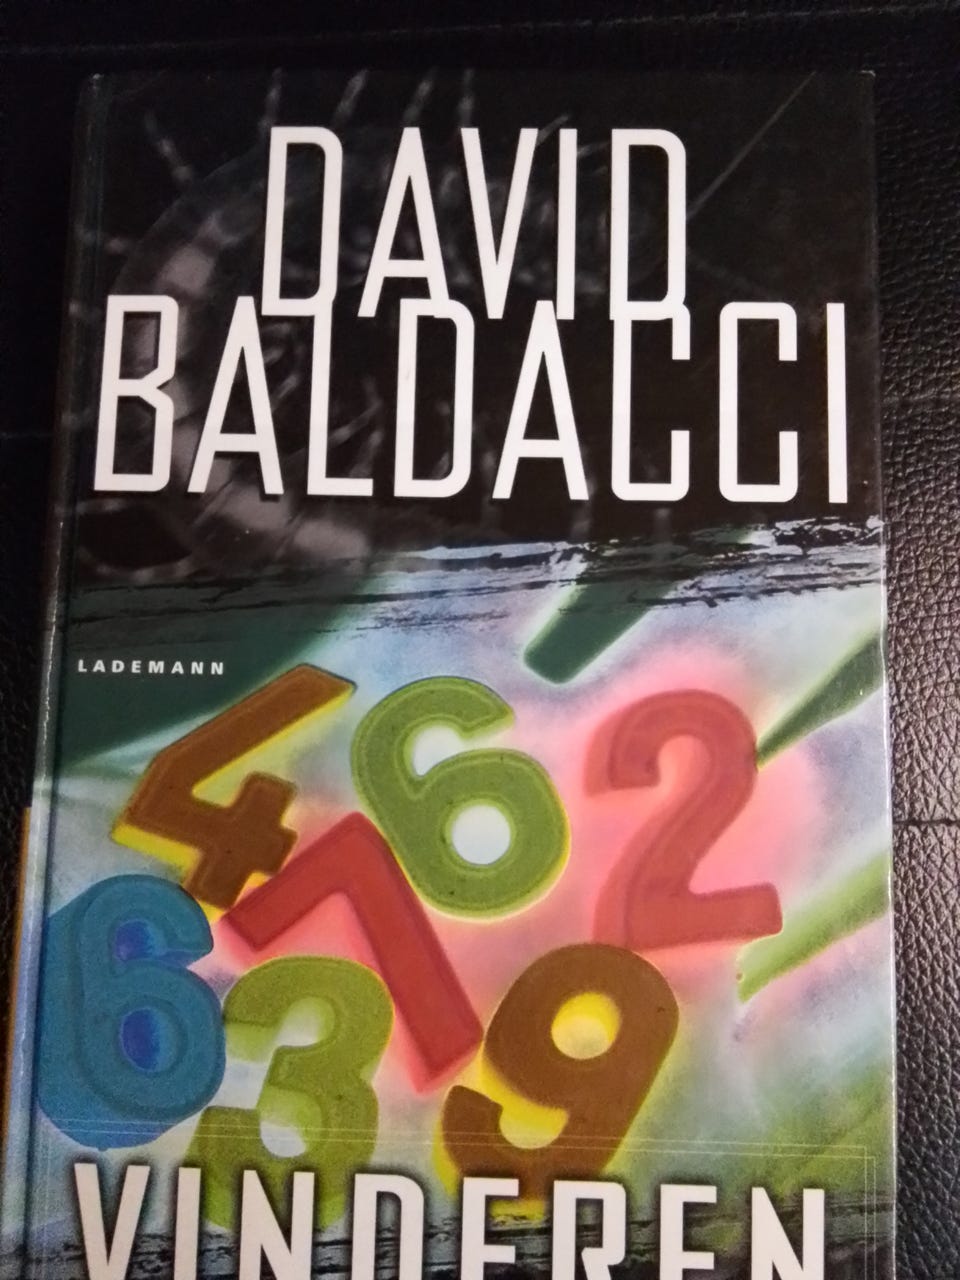 DAVID
BALDACCI
LADEMANN
4 6 2
7
6 3 9
VINDEREN